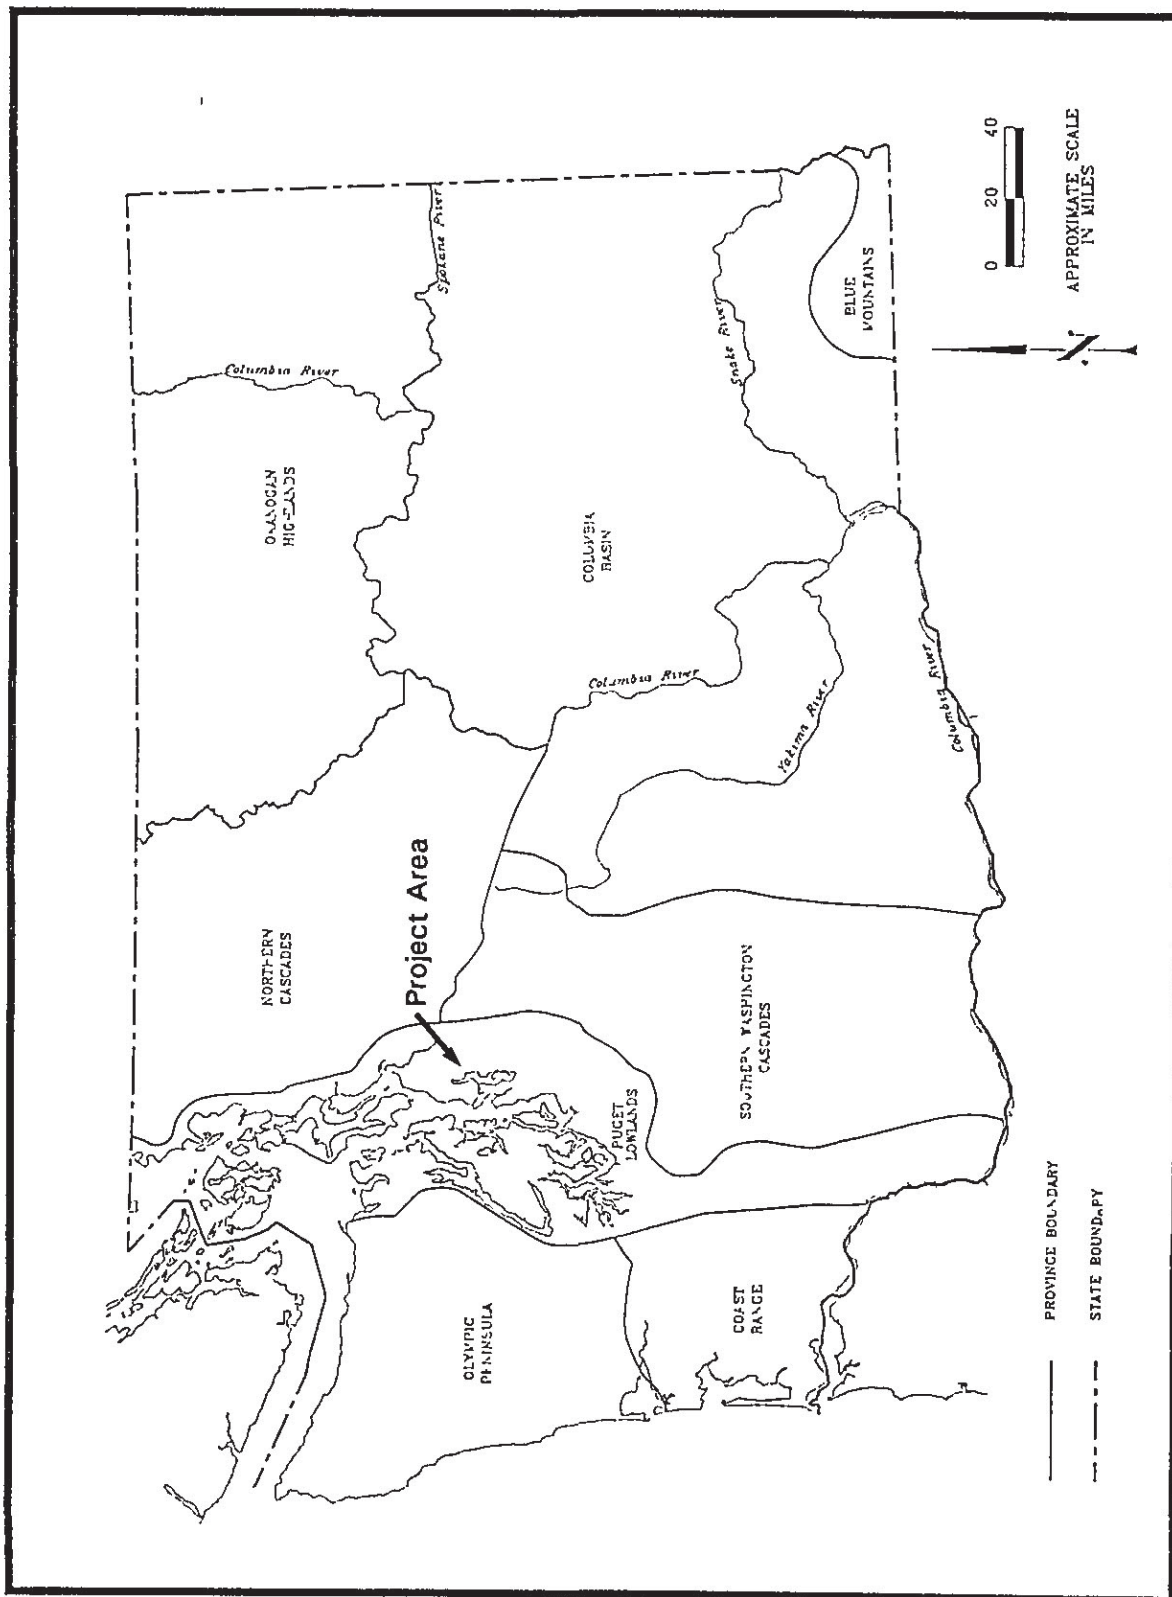 NORTHERN
CASCADES
OKANOGAN
HIGHLANDS
Columbia River
Spokane River
Project Area
OLYMPIC
PENINSULA
PUGET
LOWLANDS
COLUMBIA
BASIN
Columbia River
Yakima River
Snake River
COAST
RANGE
SOUTHERN WASHINGTON
CASCADES
BLUE
MOUNTAINS
Columbia River
PROVINCE BOUNDARY
STATE BOUNDARY
0 20 40
APPROXIMATE SCALE
IN MILES
N